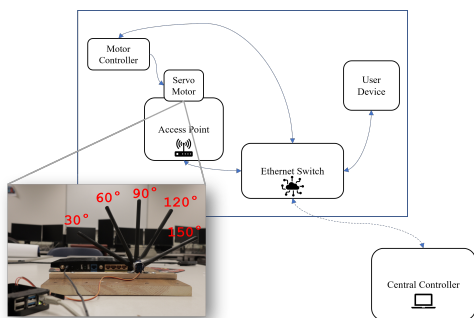 Motor
Controller
Servo
Motor
User
Device
Access Point
Ethernet Switch
30°
60°
90°
120°
150°
Central Controller